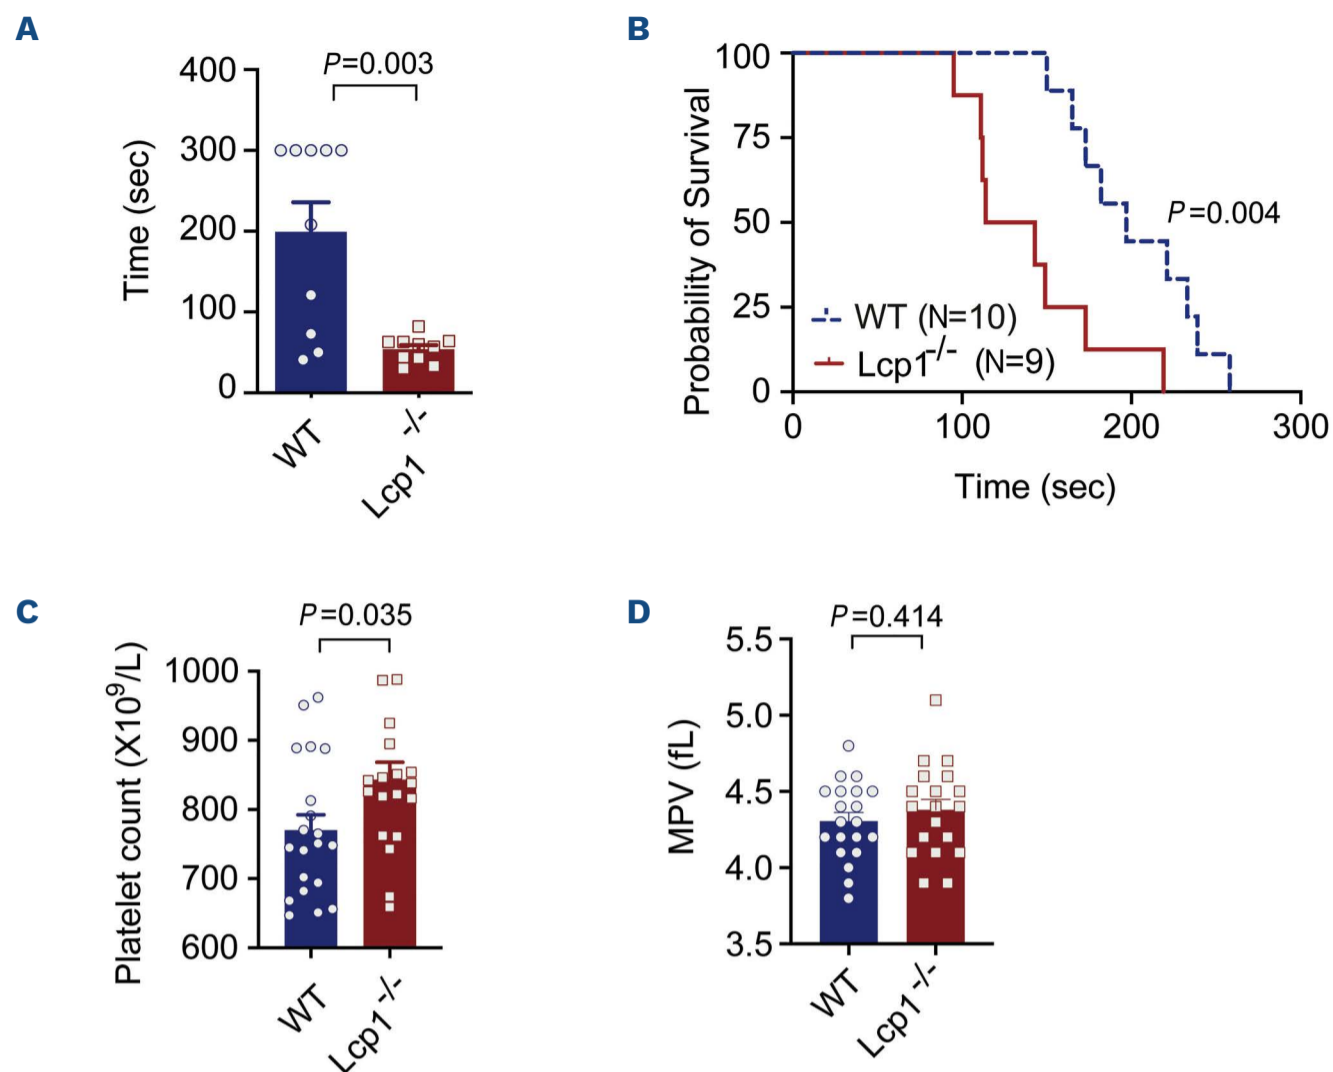 A
P=0.003
Time (sec)
400
300
200
100
0
WT
Lcp1 -/-
B
Probability of Survival
100
75
50
25
0
P=0.004
WT (N=10)
Lcp1-/- (N=9)
0 100 200 300
Time (sec)
C
P=0.035
Platelet count (X10⁹/L)
1000
900
800
700
600
WT
Lcp1 -/-
D
P=0.414
MPV (fL)
5.5
5.0
4.5
4.0
3.5
WT
Lcp1 -/-